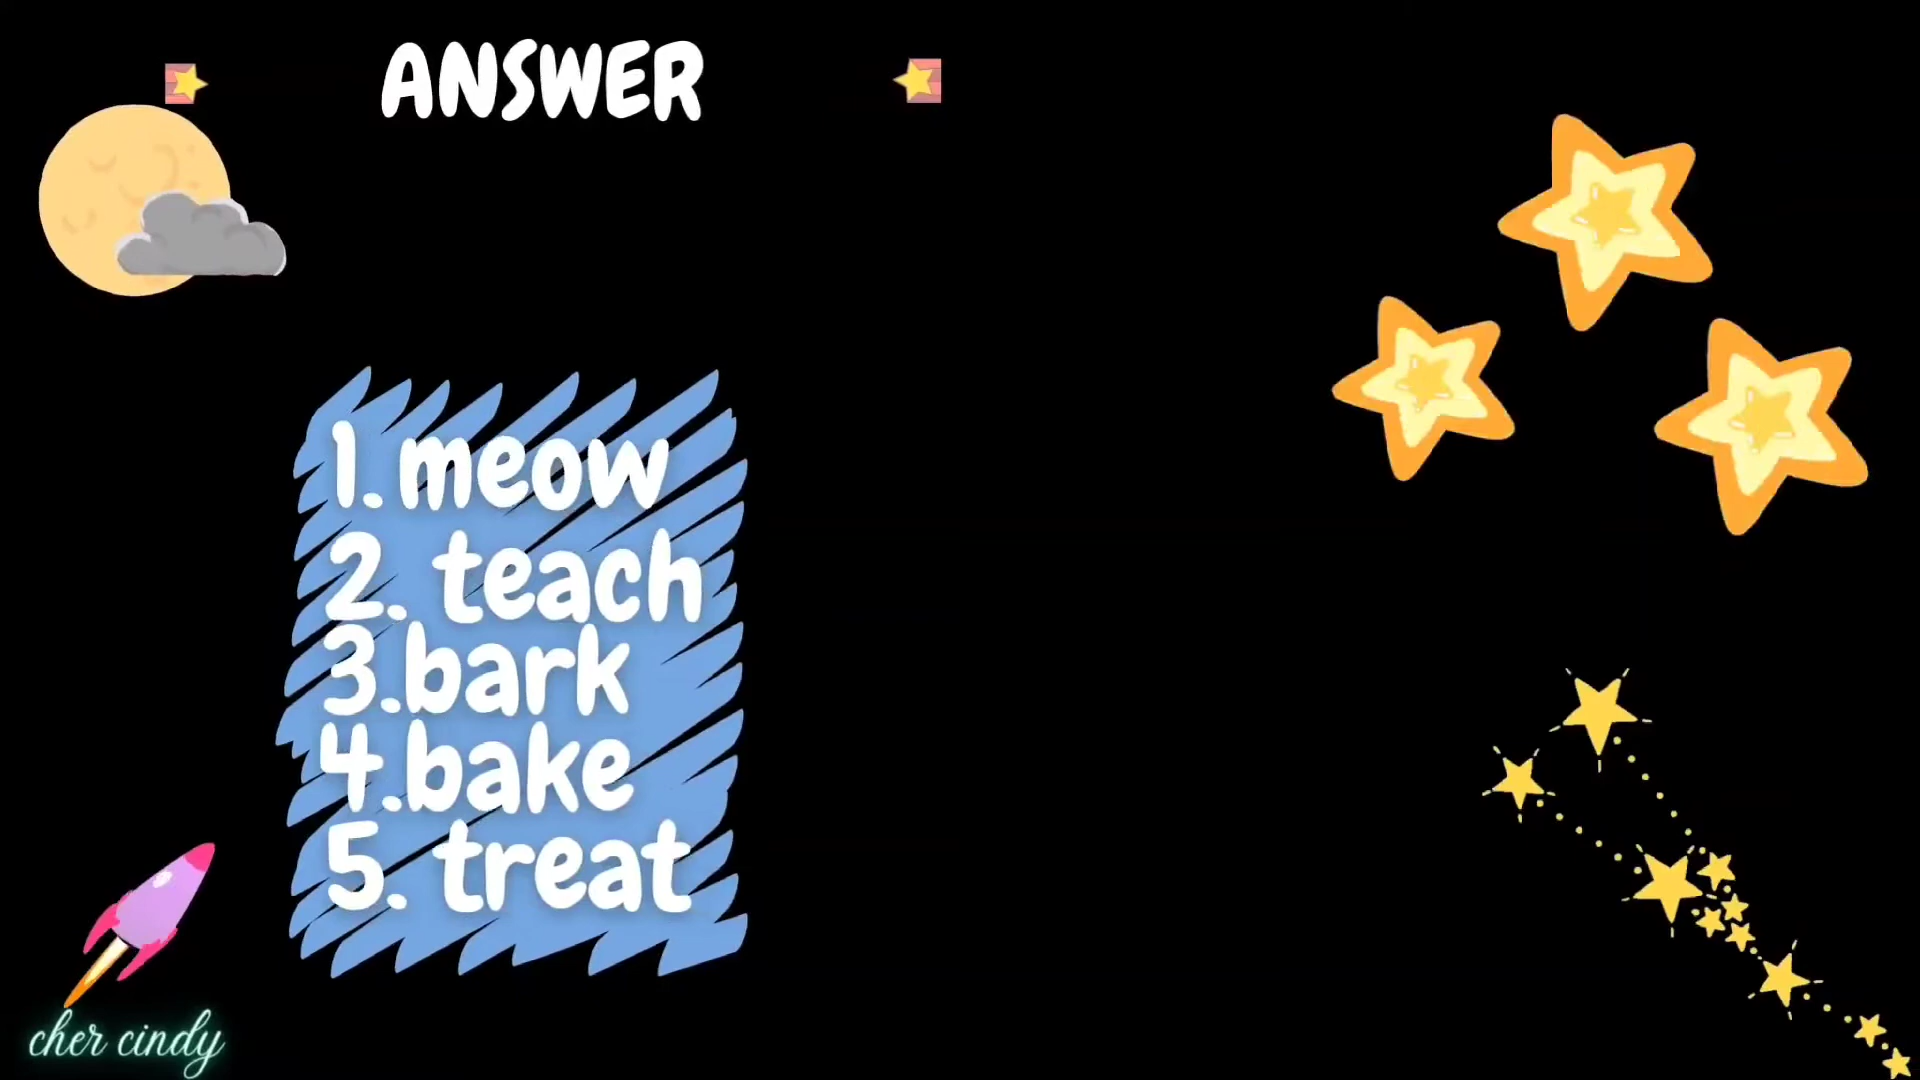 ANSWER
1. meow
2. teach
3.bark
4.bake
5. treat
cher cindy